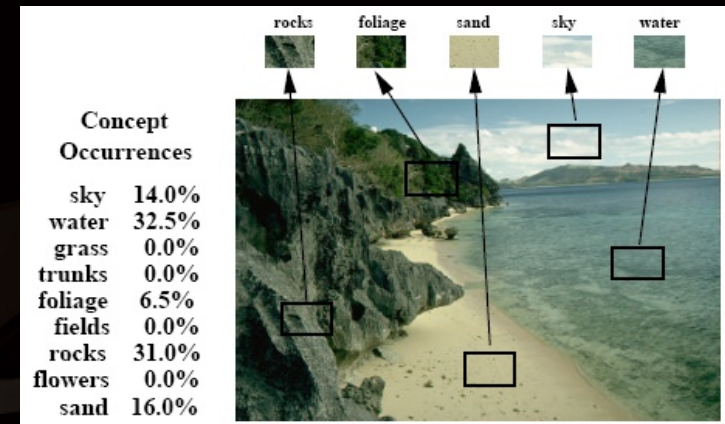 rocks foliage sand sky water
Concept
Occurrences
sky 14.0%
water 32.5%
grass 0.0%
trunks 0.0%
foliage 6.5%
fields 0.0%
rocks 31.0%
flowers 0.0%
sand 16.0%